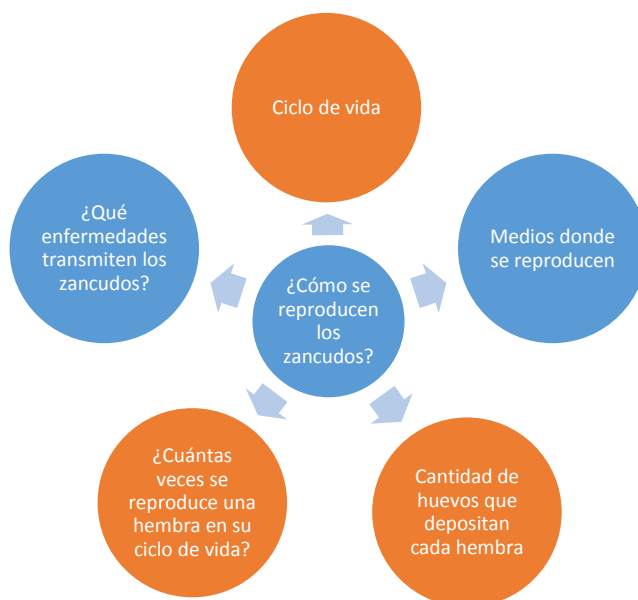 Ciclo de vida
¿Qué
enfermedades
transmiten los
zancudos?
Medios donde
se reproducen
¿Cómo se
reproducen
los
zancudos?
¿Cuántas
veces se
reproduce una
hembra en su
ciclo de vida?
Cantidad de
huevos que
depositan
cada hembra